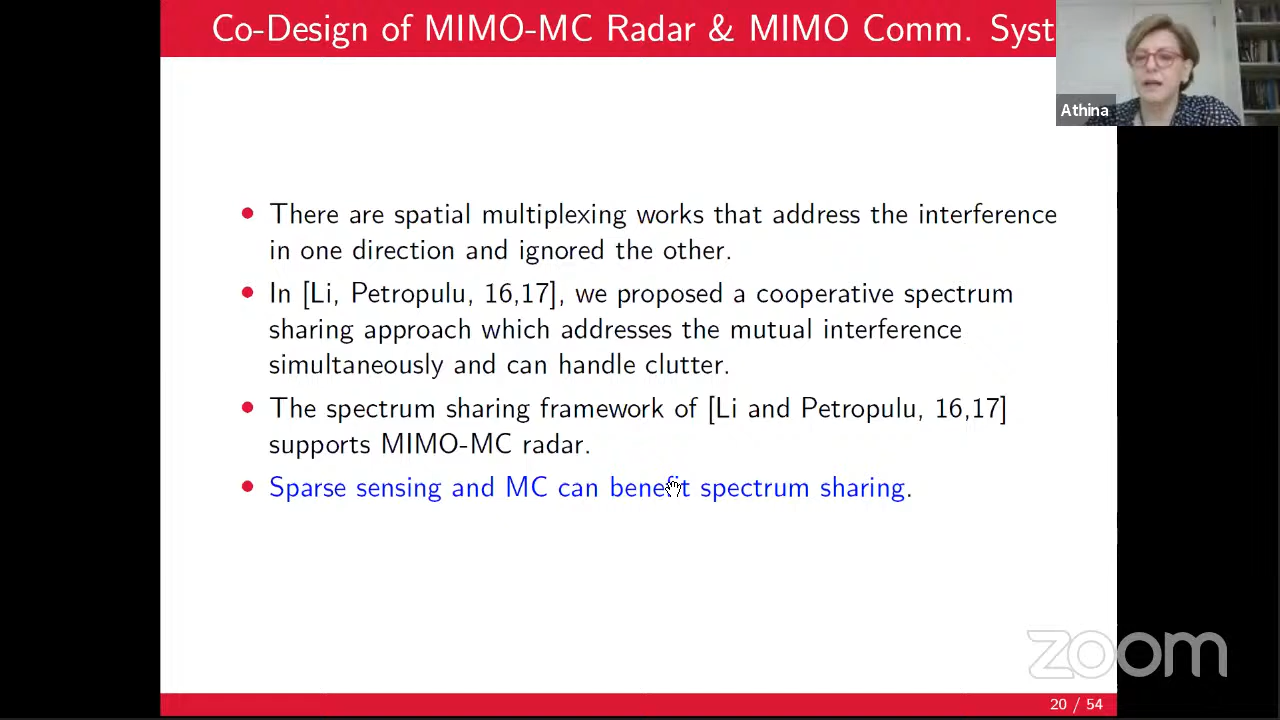 Co-Design of MIMO-MC Radar & MIMO Comm. Syst
Athina
• There are spatial multiplexing works that address the interference
in one direction and ignored the other.
• In [Li, Petropulu, 16,17], we proposed a cooperative spectrum
sharing approach which addresses the mutual interference
simultaneously and can handle clutter.
• The spectrum sharing framework of [Li and Petropulu, 16,17]
supports MIMO-MC radar.
• Sparse sensing and MC can benefit spectrum sharing.
zoom
20 / 54